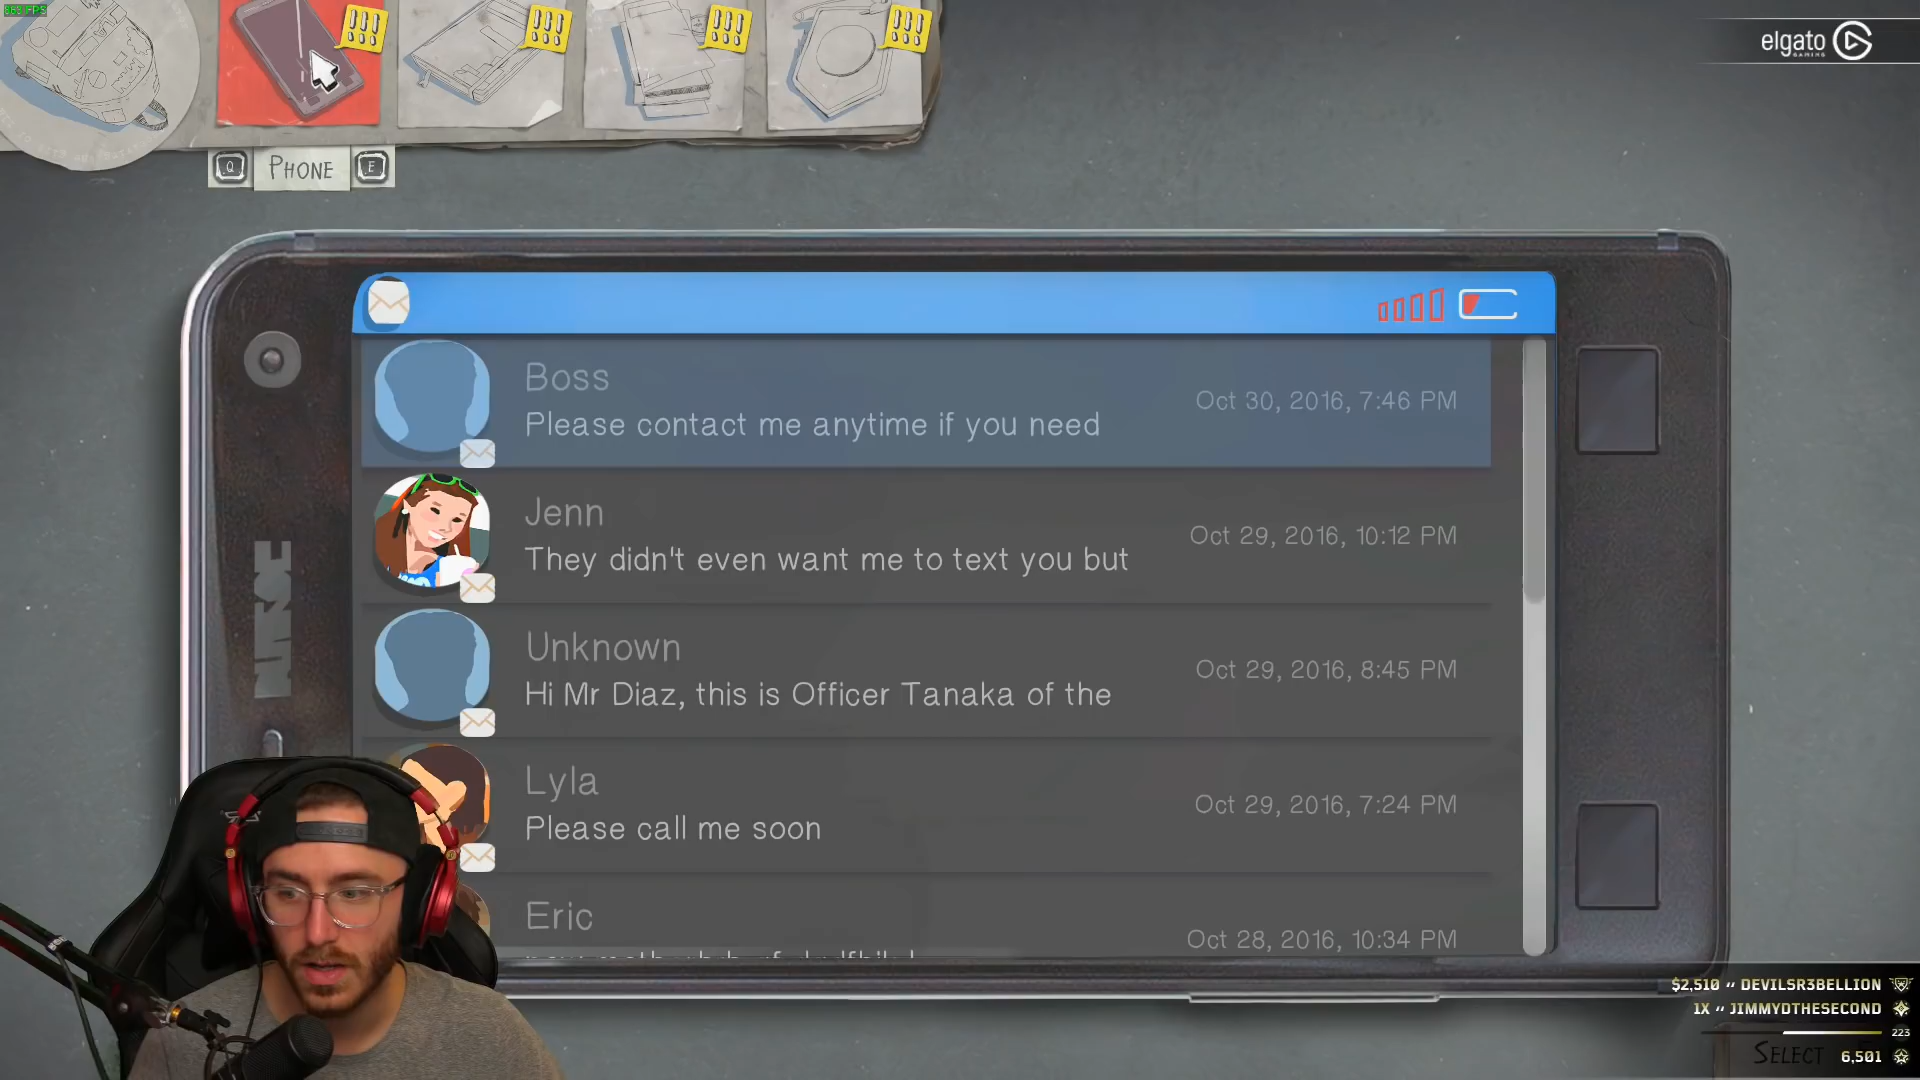 elgato
GAMING
!!!
!!!
!!!
!!!
Q
PHONE
E
Boss
Please contact me anytime if you need
Oct 30, 2016, 7:46 PM
Jenn
They didn't even want me to text you but
Oct 29, 2016, 10:12 PM
Unknown
Hi Mr Diaz, this is Officer Tanaka of the
Oct 29, 2016, 8:45 PM
Lyla
Please call me soon
Oct 29, 2016, 7:24 PM
Eric
Oct 28, 2016, 10:34 PM
$2,510 DEVILSR3BELLION
1X JIMMYDTHESECOND
223
SELECT
6,501